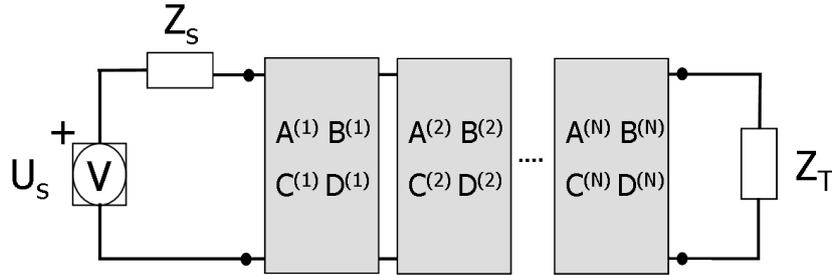 Z_s
+
U_s
V
A^(1) B^(1)
C^(1) D^(1)
A^(2) B^(2)
C^(2) D^(2)
....
A^(N) B^(N)
C^(N) D^(N)
Z_T